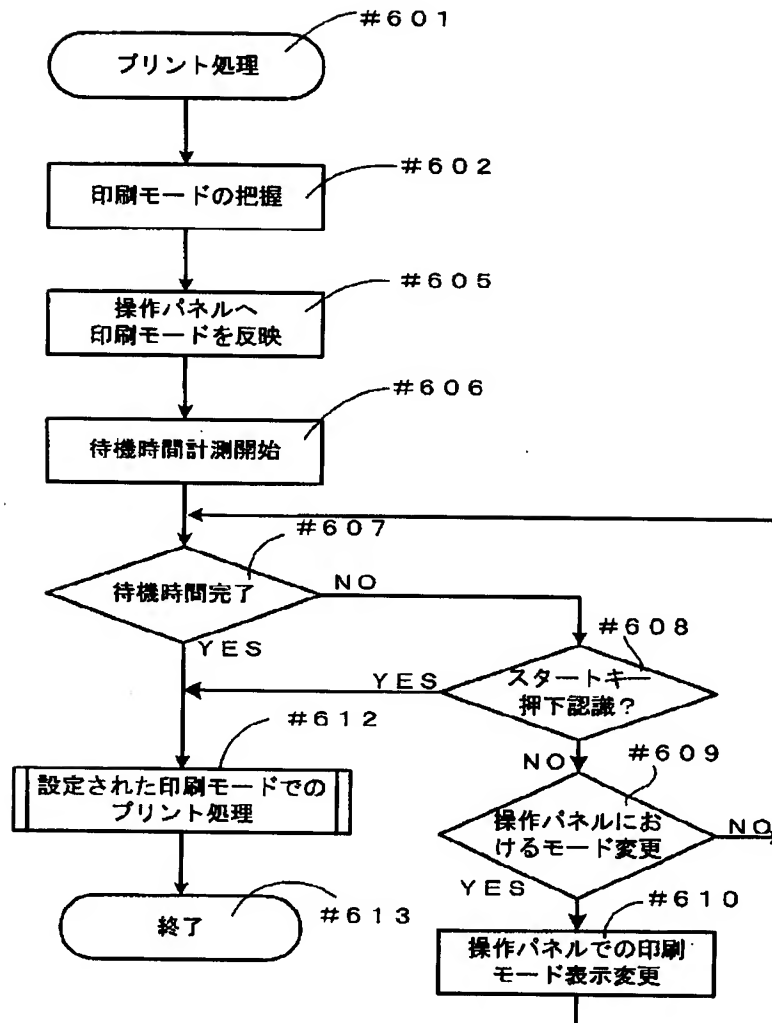 #601
プリント処理
#602
印刷モードの把握
#605
操作パネルへ
印刷モードを反映
#606
待機時間計測開始
#607
待機時間完了
NO
YES
#608
スタートキー
押下認識?
YES
NO
#612
設定された印刷モードでの
プリント処理
#609
操作パネルにお
けるモード変更
NO
YES
#613
終了
#610
操作パネルでの印刷
モード表示変更